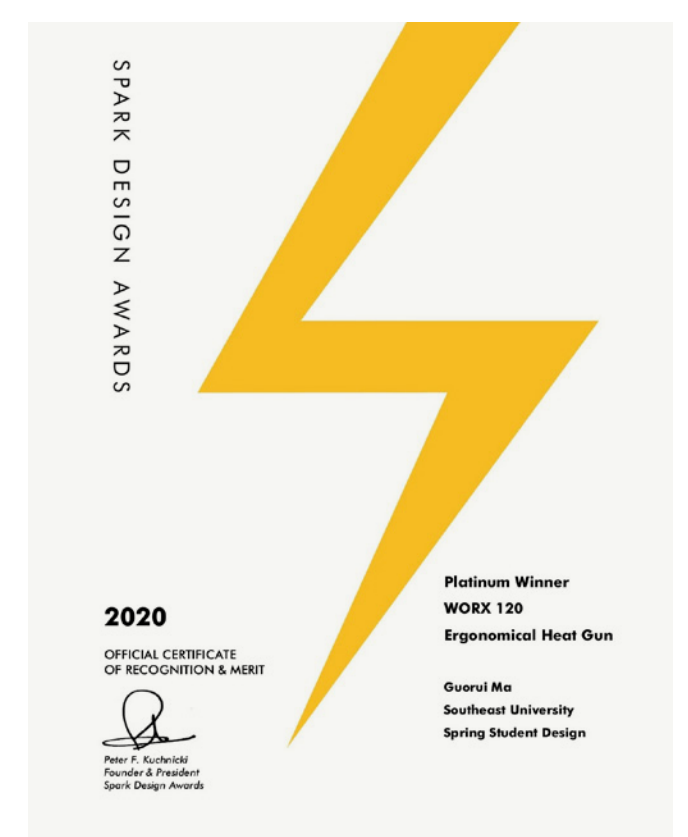 SPARK DESIGN AWARDS
2020
OFFICIAL CERTIFICATE
OF RECOGNITION & MERIT
Peter F. Kuchnicki
Founder & President
Spark Design Awards
Platinum Winner
WORX 120
Ergonomical Heat Gun
Guorui Ma
Southeast University
Spring Student Design